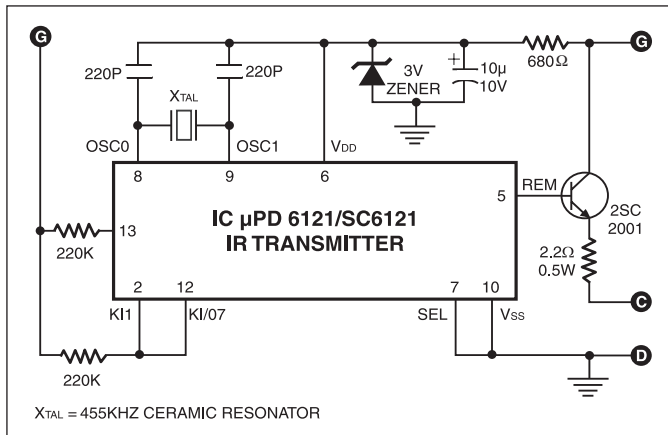 G
220P
220P
3V
ZENER
10µ
10V
680Ω
G
XTAL
OSC0
OSC1
VDD
8
9
6
5
REM
2SC
2001
IC µPD 6121/SC6121
IR TRANSMITTER
13
220K
2.2Ω
0.5W
2
12
7
10
KI1
KI/07
SEL
VSS
C
220K
D
XTAL = 455KHZ CERAMIC RESONATOR